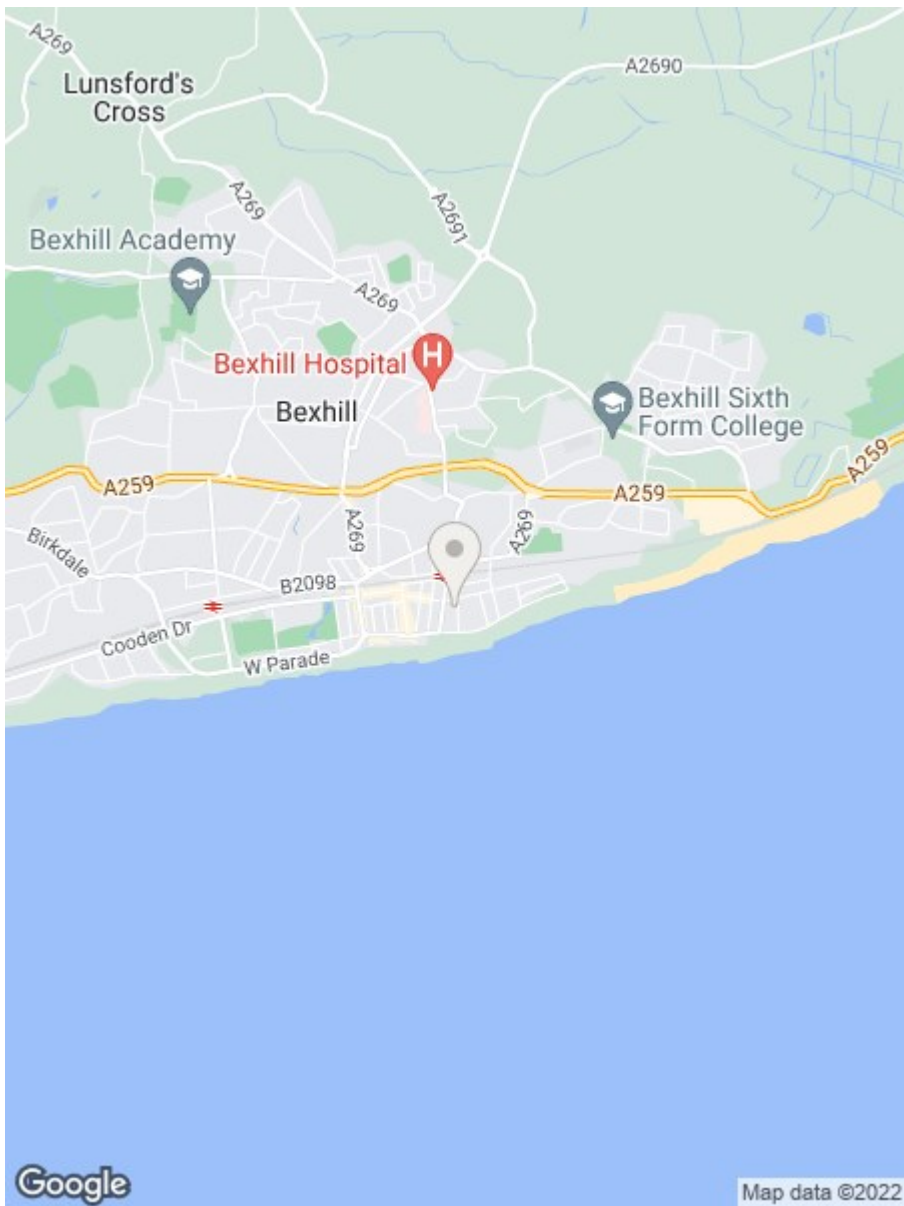 A269
A2690
Lunsford's
Cross
A269
A2691
Bexhill Academy
A269
Bexhill Hospital
H
Bexhill
Bexhill Sixth
Form College
A259
A259
A259
A269
A269
Birkdale
B2098
Cooden Dr
W Parade
Google
Map data ©2022